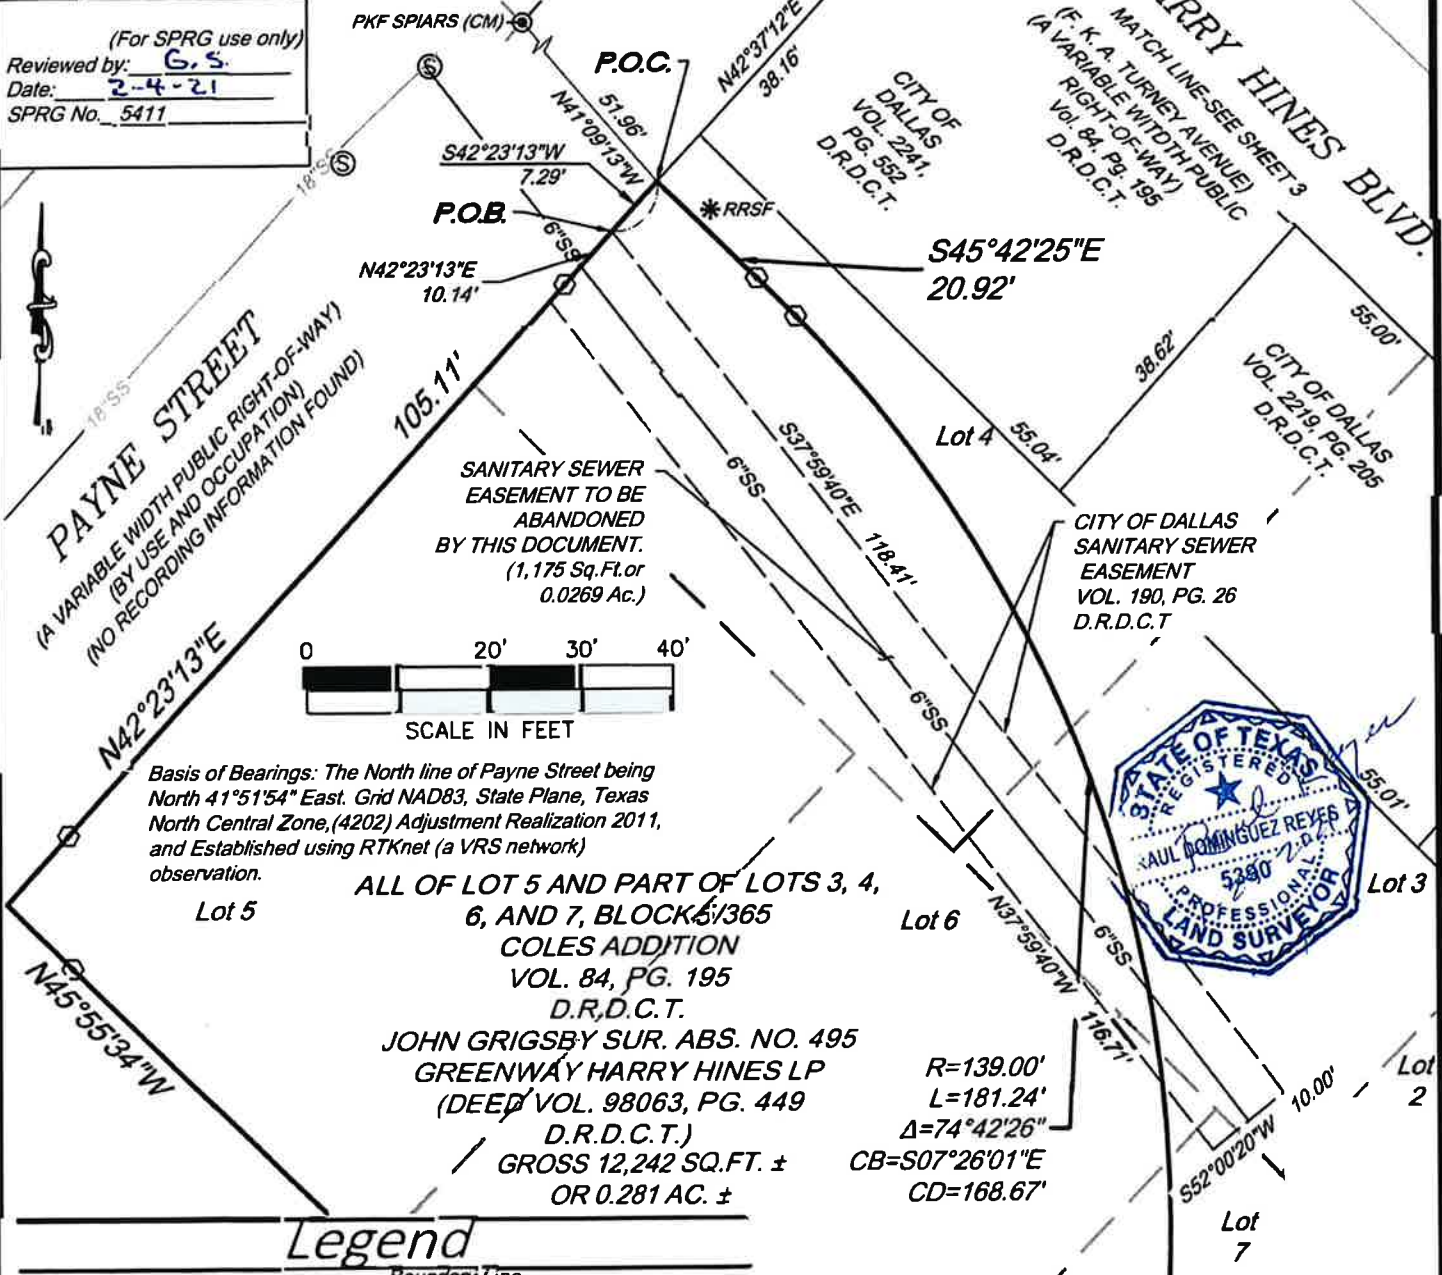 (For SPRG use only)
Reviewed by: G.S.
Date: 2-4-21
SPRG No. 5411
PKF SPIARS (CM)
S
S
18"SS
18"SS
P.O.C.
N42°37'12"E
38.16'
51.96'
N41°09'13"W
S42°23'13"W
7.29'
P.O.B.
N42°23'13"E
10.14'
6"SS
RRSF
CITY OF
DALLAS
VOL. 2241,
PG. 552
D.R.D.C.T.
RRY HINES BLVD.
MATCH LINE-SEE SHEET 3
(F. K. A. TURNEY AVENUE)
(A VARIABLE WITDTH PUBLIC
RIGHT-OF-WAY)
Vol. 84, Pg. 195
D.R.D.C.T.
S45°42'25"E
20.92'
55.00'
38.62'
CITY OF DALLAS
VOL. 2219, PG. 205
D.R.D.C.T.
PAYNE STREET
(A VARIABLE WIDTH PUBLIC RIGHT-OF-WAY)
(BY USE AND OCCUPATION)
(NO RECORDING INFORMATION FOUND)
105.11'
N42°23'13"E
Lot 4
55.04'
S37°59'40"E
118.41'
6"SS
SANITARY SEWER
EASEMENT TO BE
ABANDONED
BY THIS DOCUMENT.
(1,175 Sq.Ft.or
0.0269 Ac.)
CITY OF DALLAS
SANITARY SEWER
EASEMENT
VOL. 190, PG. 26
D.R.D.C.T
0 20' 30' 40'
SCALE IN FEET
6"SS
Basis of Bearings: The North line of Payne Street being
North 41°51'54" East. Grid NAD83, State Plane, Texas
North Central Zone,(4202) Adjustment Realization 2011,
and Established using RTKnet (a VRS network)
observation.
STATE OF TEXAS
REGISTERED
AUL DOMINGUEZ REYES
5390
PROFESSIONAL
LAND SURVEYOR
55.01'
Lot 3
Lot 5
Lot 6
ALL OF LOT 5 AND PART OF LOTS 3, 4,
6, AND 7, BLOCK 5/365
COLES ADDITION
VOL. 84, PG. 195
D.R.D.C.T.
JOHN GRIGSBY SUR. ABS. NO. 495
GREENWAY HARRY HINES LP
(DEED VOL. 98063, PG. 449
D.R.D.C.T.)
GROSS 12,242 SQ.FT. ±
OR 0.281 AC. ±
N45°55'34"W
N37°59'40"W
116.71'
6"SS
R=139.00'
L=181.24'
Δ=74°42'26"
CB=S07°26'01"E
CD=168.67'
10.00'
S52°00'20"W
Lot
2
Lot
7
Legend
Boundary Line